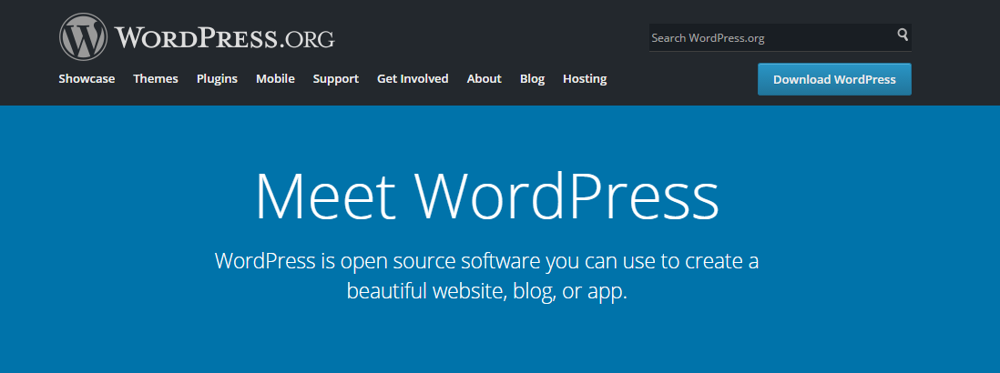 WORDPRESS.ORG
Search WordPress.org
Showcase Themes Plugins Mobile Support Get Involved About Blog Hosting
Download WordPress
Meet WordPress
WordPress is open source software you can use to create a
beautiful website, blog, or app.